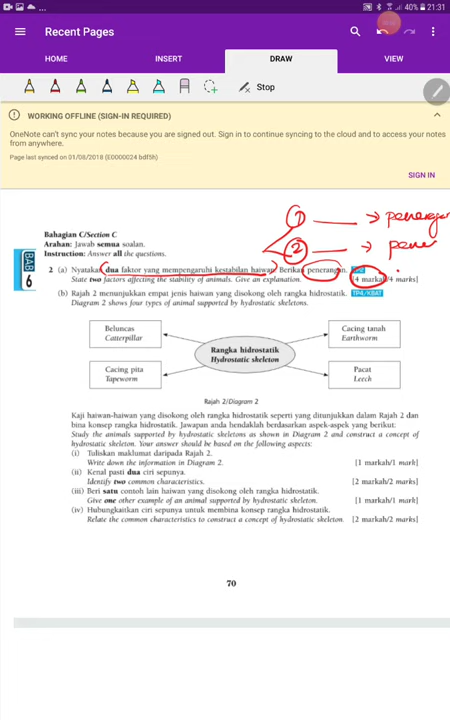 40% 21:31
Recent Pages
HOME INSERT DRAW VIEW
Stop
WORKING OFFLINE (SIGN-IN REQUIRED)
OneNote can't sync your notes because you are signed out. Sign in to continue syncing to the cloud and to access your notes
from anywhere.
Page last synced on 01/08/2018 (E0000024 bdf5h)
SIGN IN
① → penerangan
② → pene
Bahagian C/Section C
Arahan: Jawab semua soalan.
Instruction: Answer all the questions.
BAB 6
2 (a) Nyatakan dua faktor yang mempengaruhi kestabilan haiwan. Berikan penerangan.
State two factors affecting the stability of animals. Give an explanation. [4 markah/4 marks]
(b) Rajah 2 menunjukkan empat jenis haiwan yang disokong oleh rangka hidrostatik. TP4/KBAT
Diagram 2 shows four types of animal supported by hydrostatic skeletons.
Beluncas
Caterpillar
Cacing tanah
Earthworm
Rangka hidrostatik
Hydrostatic skeleton
Cacing pita
Tapeworm
Pacat
Leech
Rajah 2/Diagram 2
Kaji haiwan-haiwan yang disokong oleh rangka hidrostatik seperti yang ditunjukkan dalam Rajah 2 dan
bina konsep rangka hidrostatik. Jawapan anda hendaklah berdasarkan aspek-aspek yang berikut:
Study the animals supported by hydrostatic skeletons as shown in Diagram 2 and construct a concept of
hydrostatic skeleton. Your answer should be based on the following aspects:
(i) Tuliskan maklumat daripada Rajah 2.
Write down the information in Diagram 2. [1 markah/1 mark]
(ii) Kenal pasti dua ciri sepunya.
Identify two common characteristics. [2 markah/2 marks]
(iii) Beri satu contoh lain haiwan yang disokong oleh rangka hidrostatik.
Give one other example of an animal supported by hydrostatic skeleton. [1 markah/1 mark]
(iv) Hubungkaitkan ciri sepunya untuk membina konsep rangka hidrostatik.
Relate the common characteristics to construct a concept of hydrostatic skeleton. [2 markah/2 marks]
70